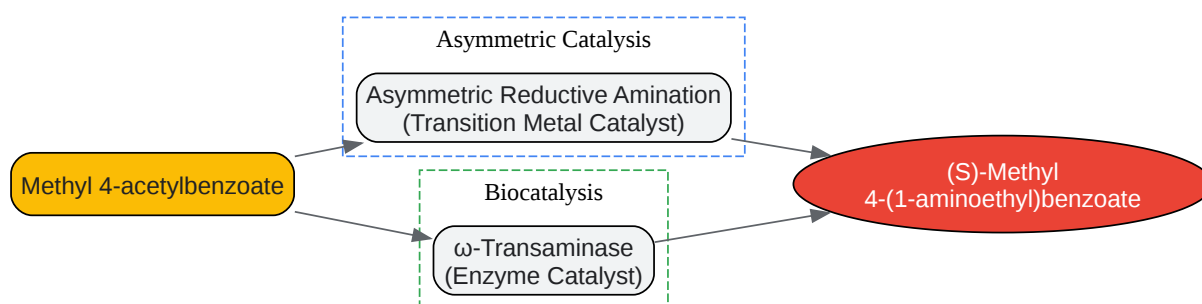 Asymmetric Catalysis
Asymmetric Reductive Amination
(Transition Metal Catalyst)
Methyl 4-acetylbenzoate
(S)-Methyl
4-(1-aminoethyl)benzoate
Biocatalysis
ω-Transaminase
(Enzyme Catalyst)